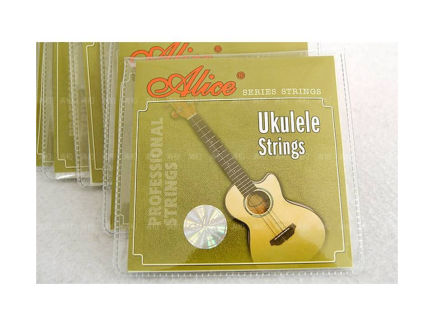 Alice®
SERIES STRINGS
Ukulele
Strings
PROFESSIONAL
STRINGS